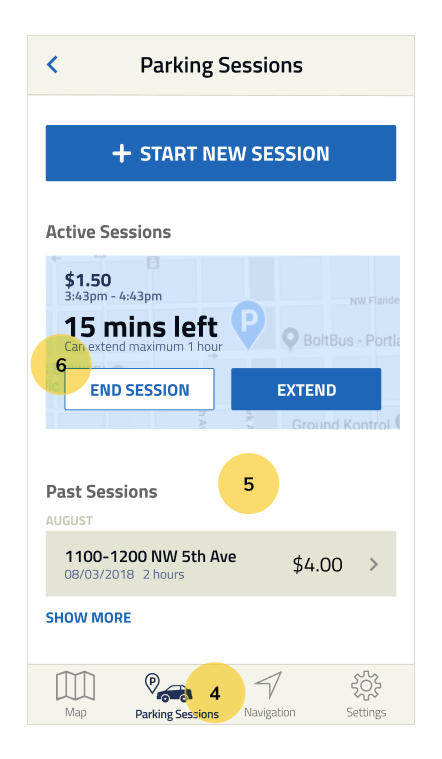 Parking Sessions
+ START NEW SESSION
Active Sessions
$1.50
3:43pm - 4:43pm
NW Flande
15 mins left
P
BoltBus - Portla
Can extend maximum 1 hour
6
END SESSION
EXTEND
Ground Kontrol
Past Sessions
5
AUGUST
1100-1200 NW 5th Ave
$4.00
08/03/2018 2 hours
SHOW MORE
P
4
Map
Parking Sessions
Navigation
Settings